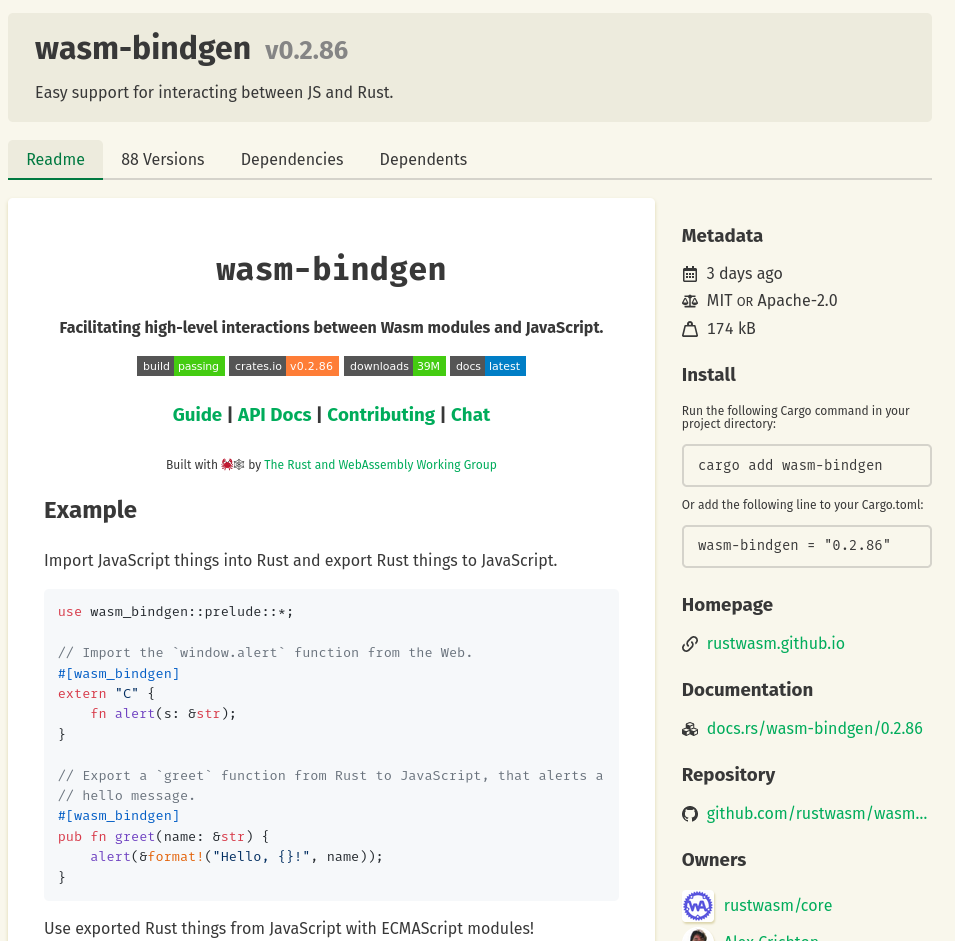 wasm-bindgen v0.2.86
Easy support for interacting between JS and Rust.
Readme 88 Versions Dependencies Dependents
wasm-bindgen
Facilitating high-level interactions between Wasm modules and JavaScript.
build passing crates.io v0.2.86 downloads 39M docs latest
Guide | API Docs | Contributing | Chat
Built with 🦀🕸 by The Rust and WebAssembly Working Group
Example
Import JavaScript things into Rust and export Rust things to JavaScript.
use wasm_bindgen::prelude::*;
// Import the `window.alert` function from the Web.
#[wasm_bindgen]
extern "C" {
    fn alert(s: &str);
}
// Export a `greet` function from Rust to JavaScript, that alerts a
// hello message.
#[wasm_bindgen]
pub fn greet(name: &str) {
    alert(&format!("Hello, {}!", name));
}
Use exported Rust things from JavaScript with ECMAScript modules!
Metadata
3 days ago
MIT OR Apache-2.0
174 kB
Install
Run the following Cargo command in your
project directory:
cargo add wasm-bindgen
Or add the following line to your Cargo.toml:
wasm-bindgen = "0.2.86"
Homepage
rustwasm.github.io
Documentation
docs.rs/wasm-bindgen/0.2.86
Repository
github.com/rustwasm/wasm...
Owners
WA rustwasm/core
Alex Crichton